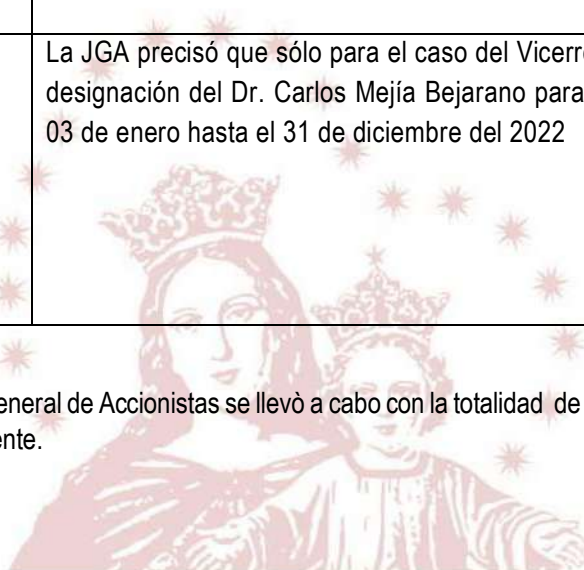 La JGA precisó que sólo para el caso del Vicerr
designación del Dr. Carlos Mejía Bejarano para
03 de enero hasta el 31 de diciembre del 2022
eneral de Accionistas se llevò a cabo con la totalidad de
ente.